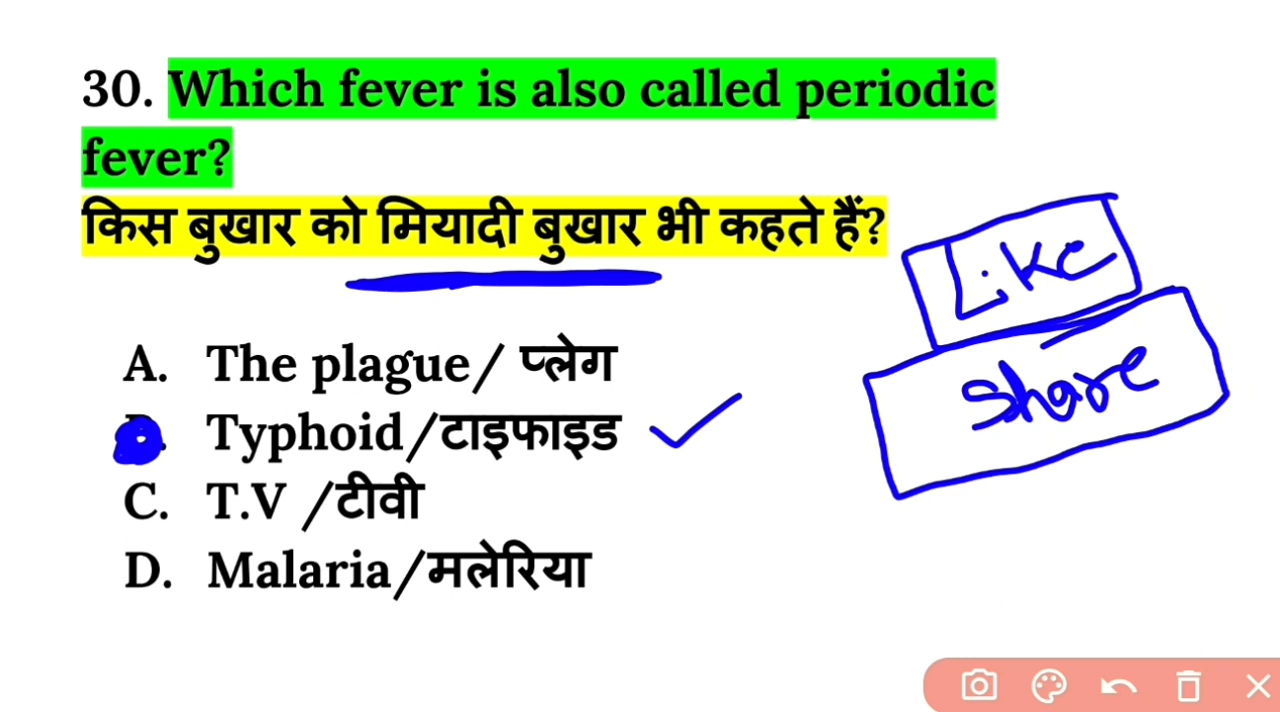 30. Which fever is also called periodic
fever?
किस बुखार को मियादी बुखार भी कहते हैं?
A. The plague/ प्लेग
Typhoid/टाइफाइड
C. T.V /टीवी
D. Malaria/मलेरिया
Like
Share